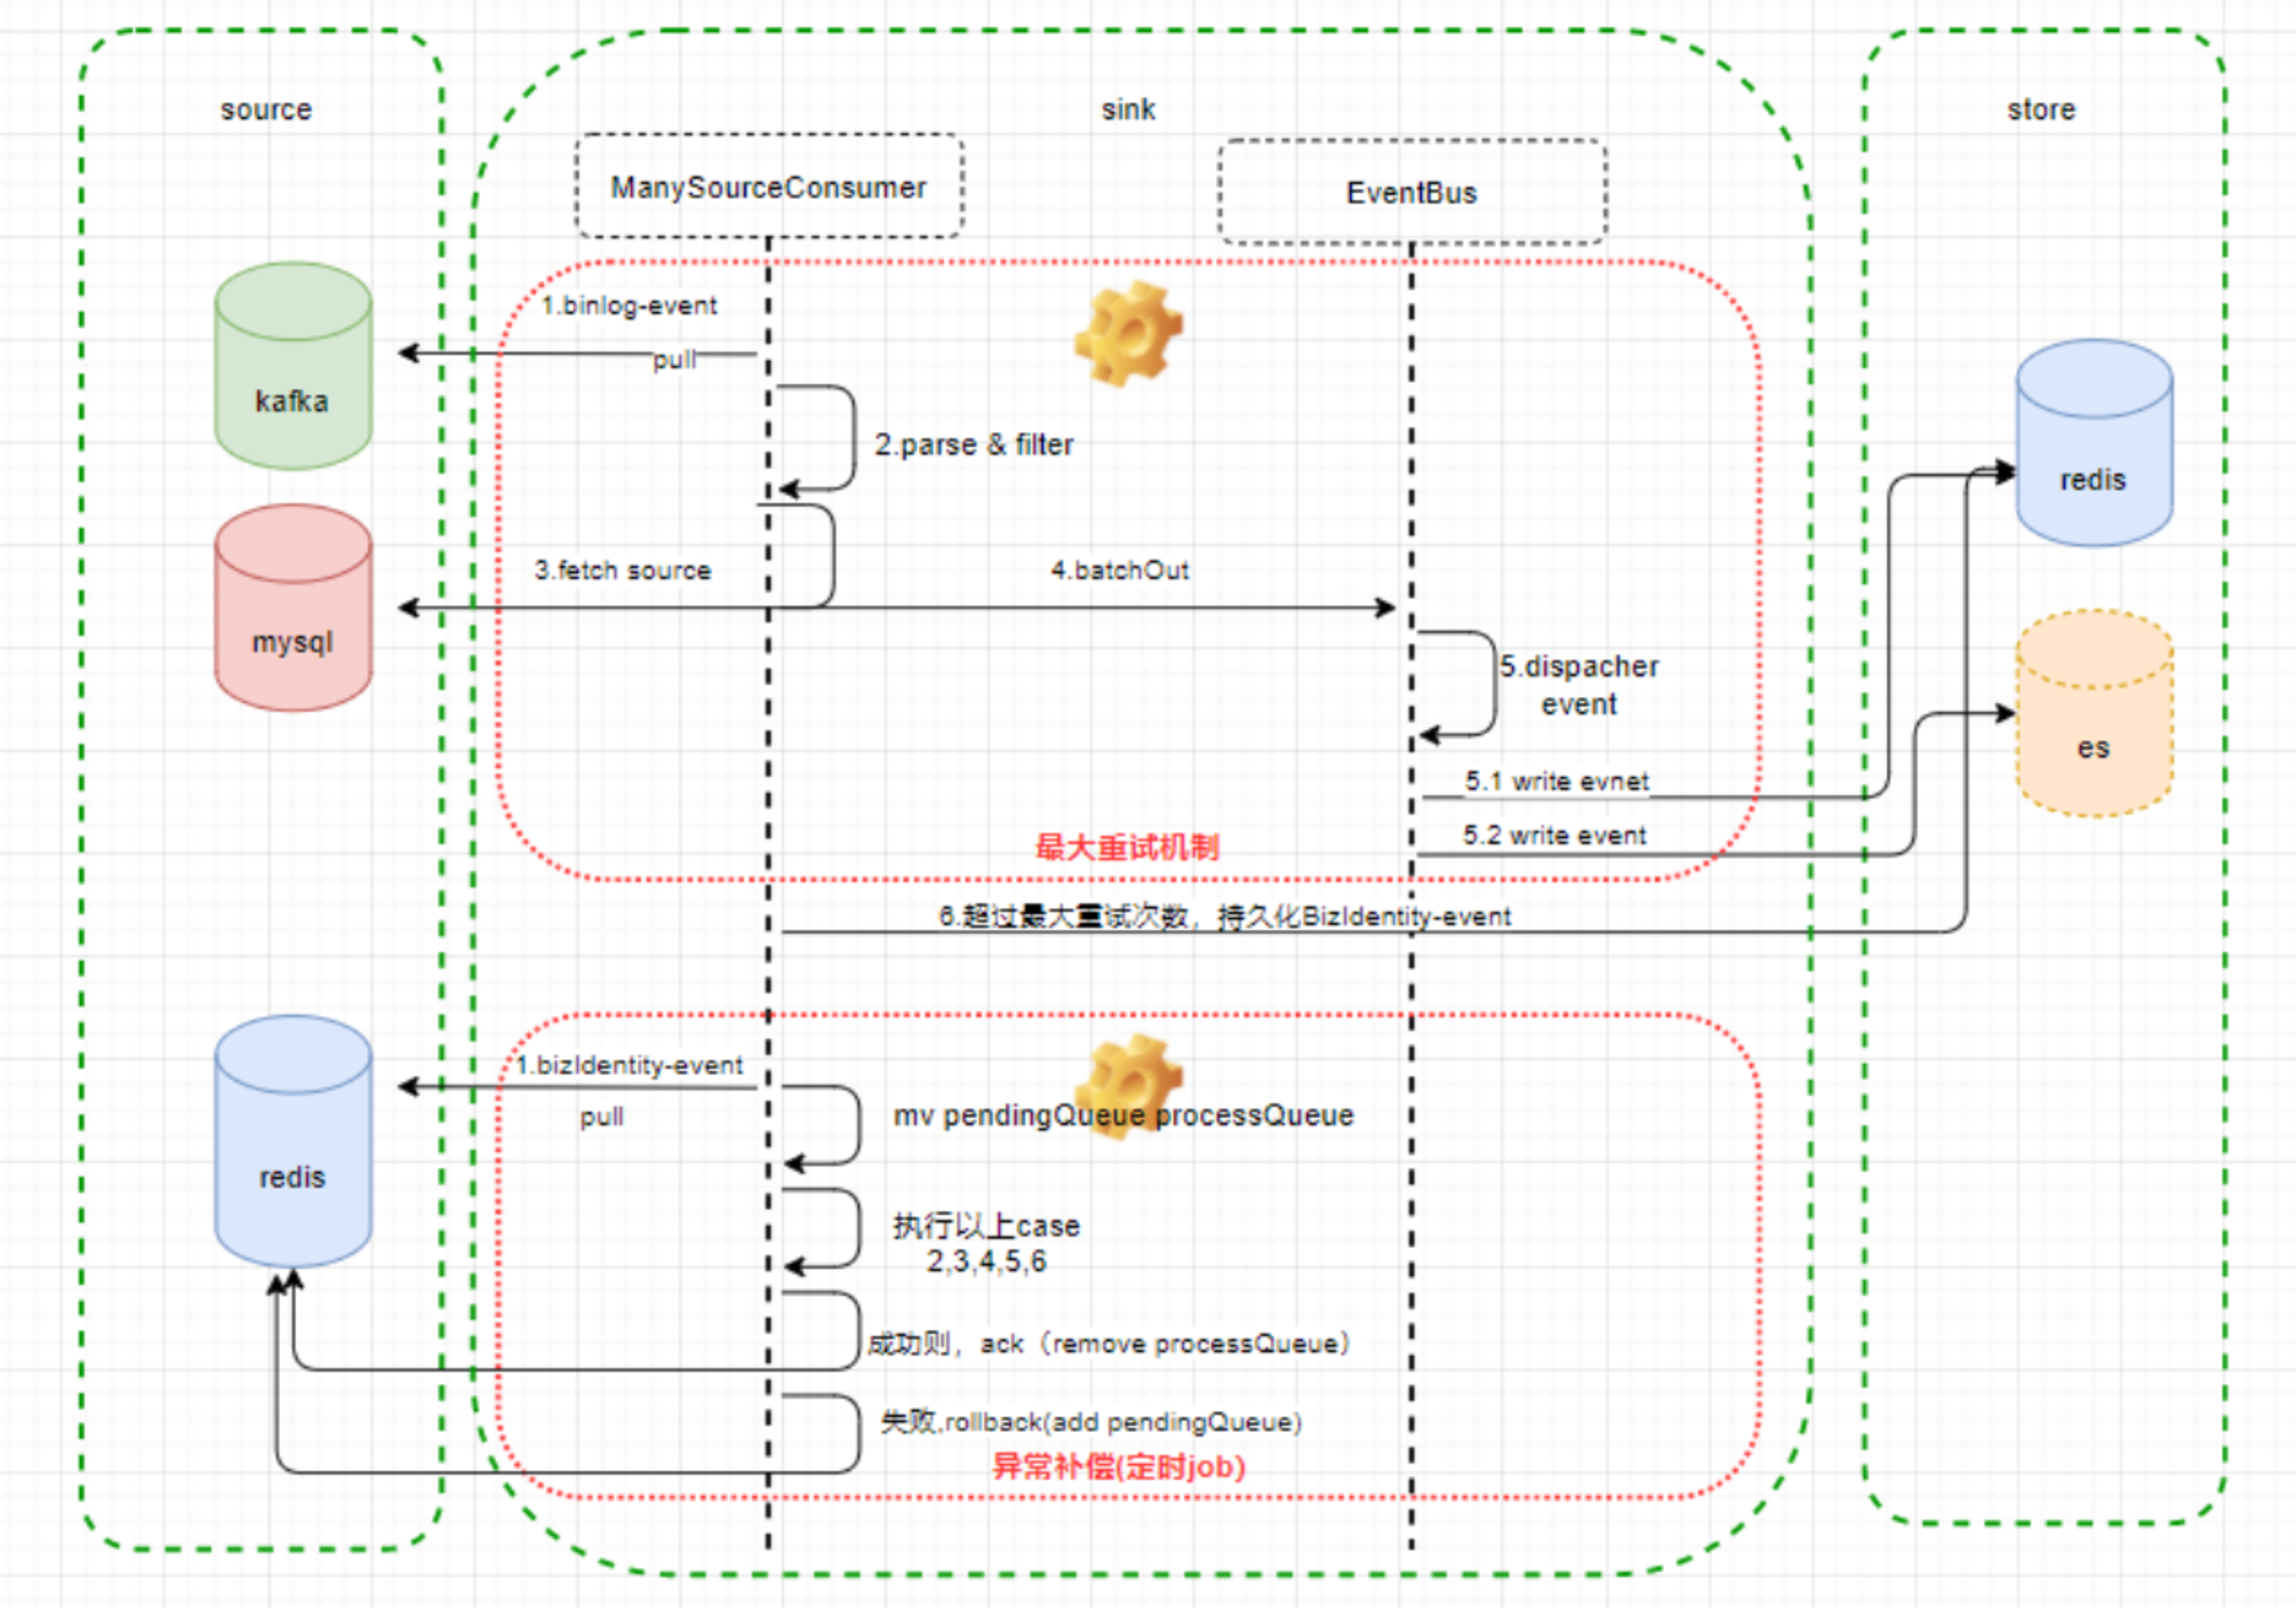 source
sink
store
ManySourceConsumer
EventBus
1.binlog-event
pull
kafka
2.parse & filter
redis
3.fetch source
4.batchOut
mysql
5.dispacher
event
es
5.1 write evnet
5.2 write event
最大重试机制
6.超过最大重试次数，持久化BizIdentity-event
1.bizIdentity-event
pull
mv pendingQueue processQueue
redis
执行以上case
2,3,4,5,6
成功则，ack（remove processQueue）
失败,rollback(add pendingQueue)
异常补偿(定时job)